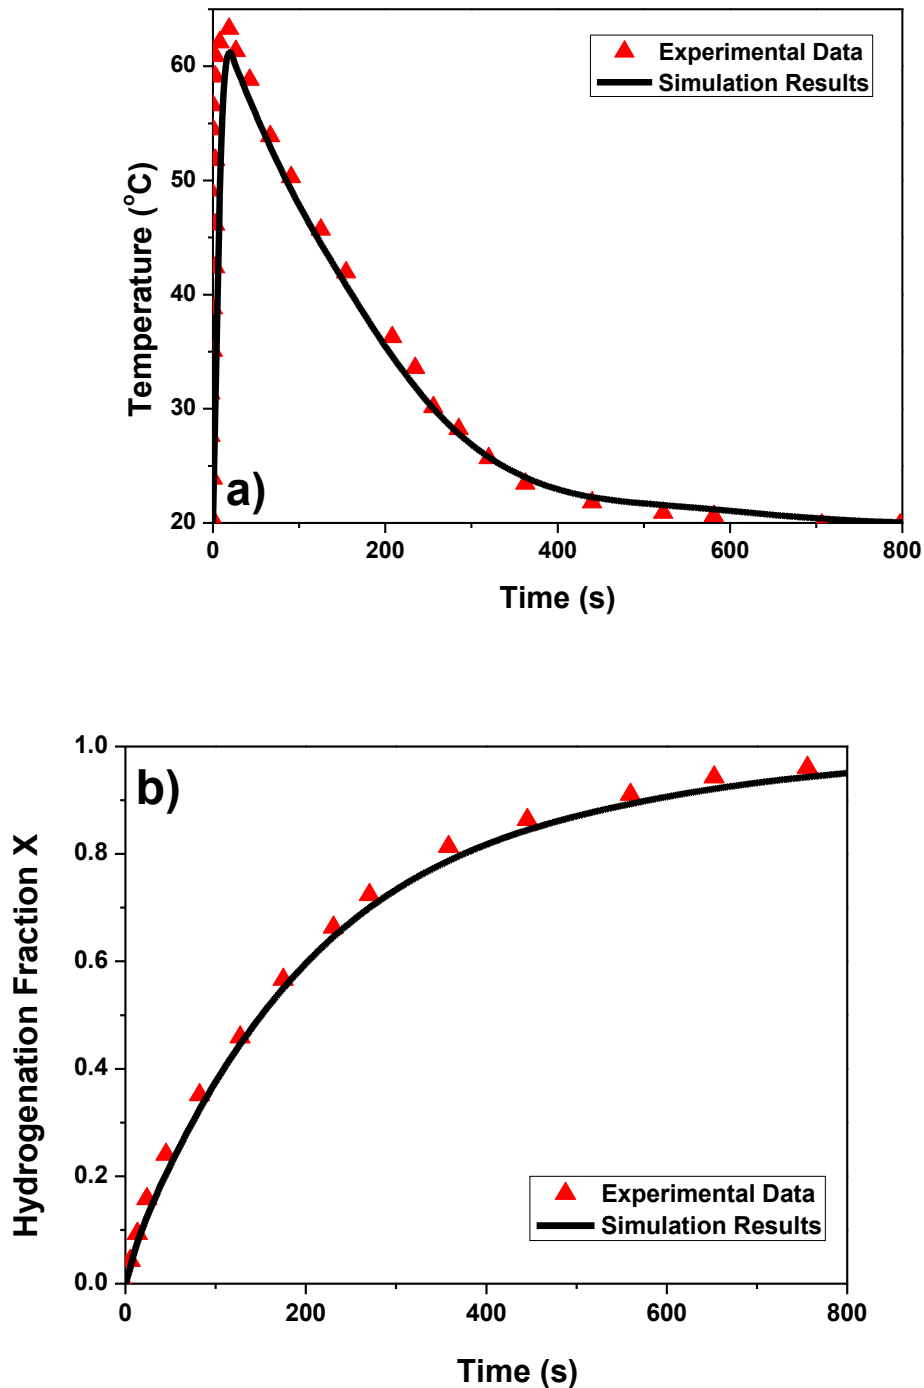 60
50
40
30
20
Temperature (°C)
Experimental Data
Simulation Results
a)
0
200
400
600
800
Time (s)
1.0
0.8
0.6
0.4
0.2
0.0
Hydrogenation Fraction X
b)
Experimental Data
Simulation Results
0
200
400
600
800
Time (s)